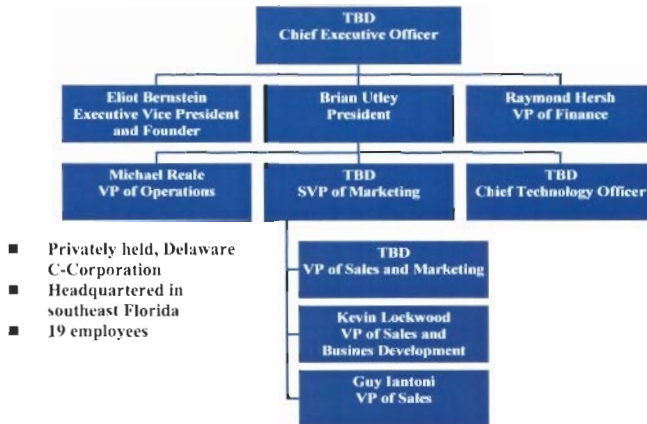 TBD
Chief Executive Officer
Eliot Bernstein
Executive Vice President
and Founder
Brian Utley
President
Raymond Hersh
VP of Finance
Michael Reale
VP of Operations
TBD
SVP of Marketing
TBD
Chief Technology Officer
■ Privately held, Delaware
C-Corporation
■ Headquartered in
southeast Florida
■ 19 employees
TBD
VP of Sales and Marketing
Kevin Lockwood
VP of Sales and
Busines Development
Guy Iantoni
VP of Sales